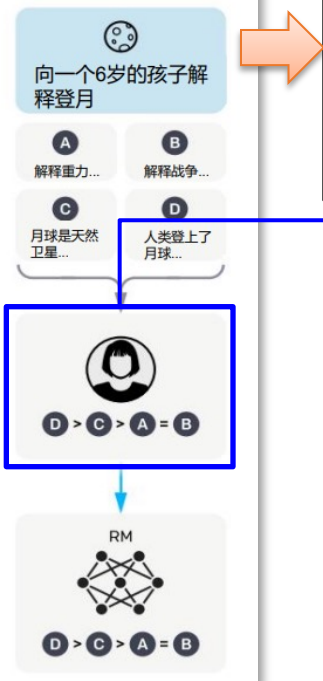 向一个6岁的孩子解
释登月
A
B
解释重力...
解释战争...
C
D
月球是天然
卫星...
人类登上了
月球...
D > C > A = B
RM
D > C > A = B